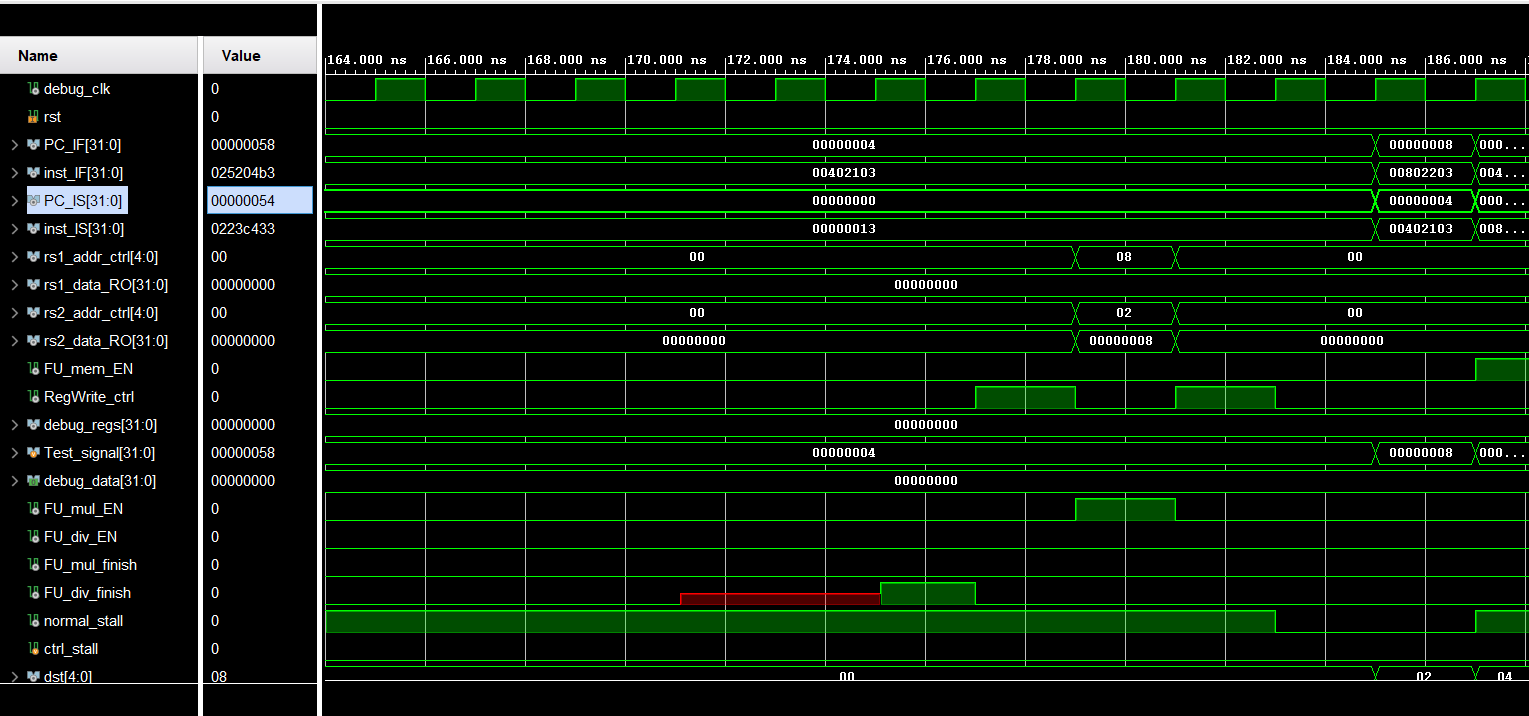 Name Value 164.000 ns 166.000 ns 168.000 ns 170.000 ns 172.000 ns 174.000 ns 176.000 ns 178.000 ns 180.000 ns 182.000 ns 184.000 ns 186.000 ns
debug_clk 0
rst 0
PC_IF[31:0] 00000058 00000004 00000008 000...
inst_IF[31:0] 025204b3 00402103 00802203 004...
PC_IS[31:0] 00000054 00000000 00000004 000...
inst_IS[31:0] 0223c433 00000013 00402103 008...
rs1_addr_ctrl[4:0] 00 00 08 00
rs1_data_RO[31:0] 00000000 00000000
rs2_addr_ctrl[4:0] 00 00 02 00
rs2_data_RO[31:0] 00000000 00000000 00000008 00000000
FU_mem_EN 0
RegWrite_ctrl 0
debug_regs[31:0] 00000000 00000000
Test_signal[31:0] 00000058 00000004 00000008 000...
debug_data[31:0] 00000000 00000000
FU_mul_EN 0
FU_div_EN 0
FU_mul_finish 0
FU_div_finish 0
normal_stall 0
ctrl_stall 0
dst[4:0] 08 00 02 04